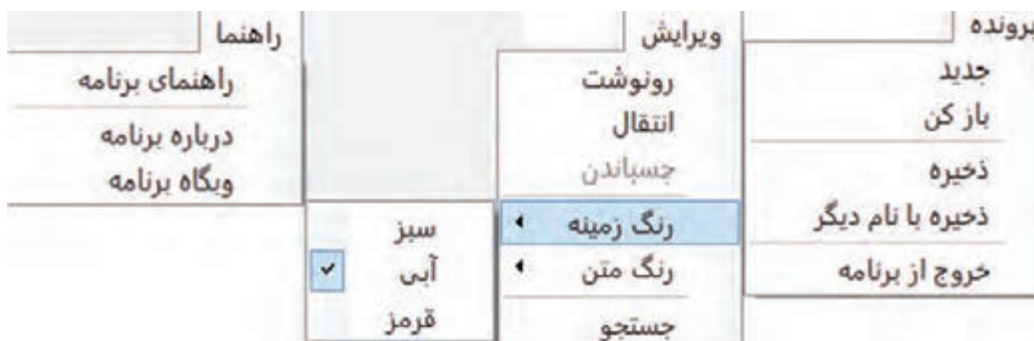 پرونده
جدید
باز کن
ذخیره
ذخیره با نام دیگر
خروج از برنامه
ویرایش
رونوشت
انتقال
چسباندن
رنگ زمینه
رنگ متن
جستجو
سبز
آبی
قرمز
راهنما
راهنمای برنامه
درباره برنامه
وبگاه برنامه